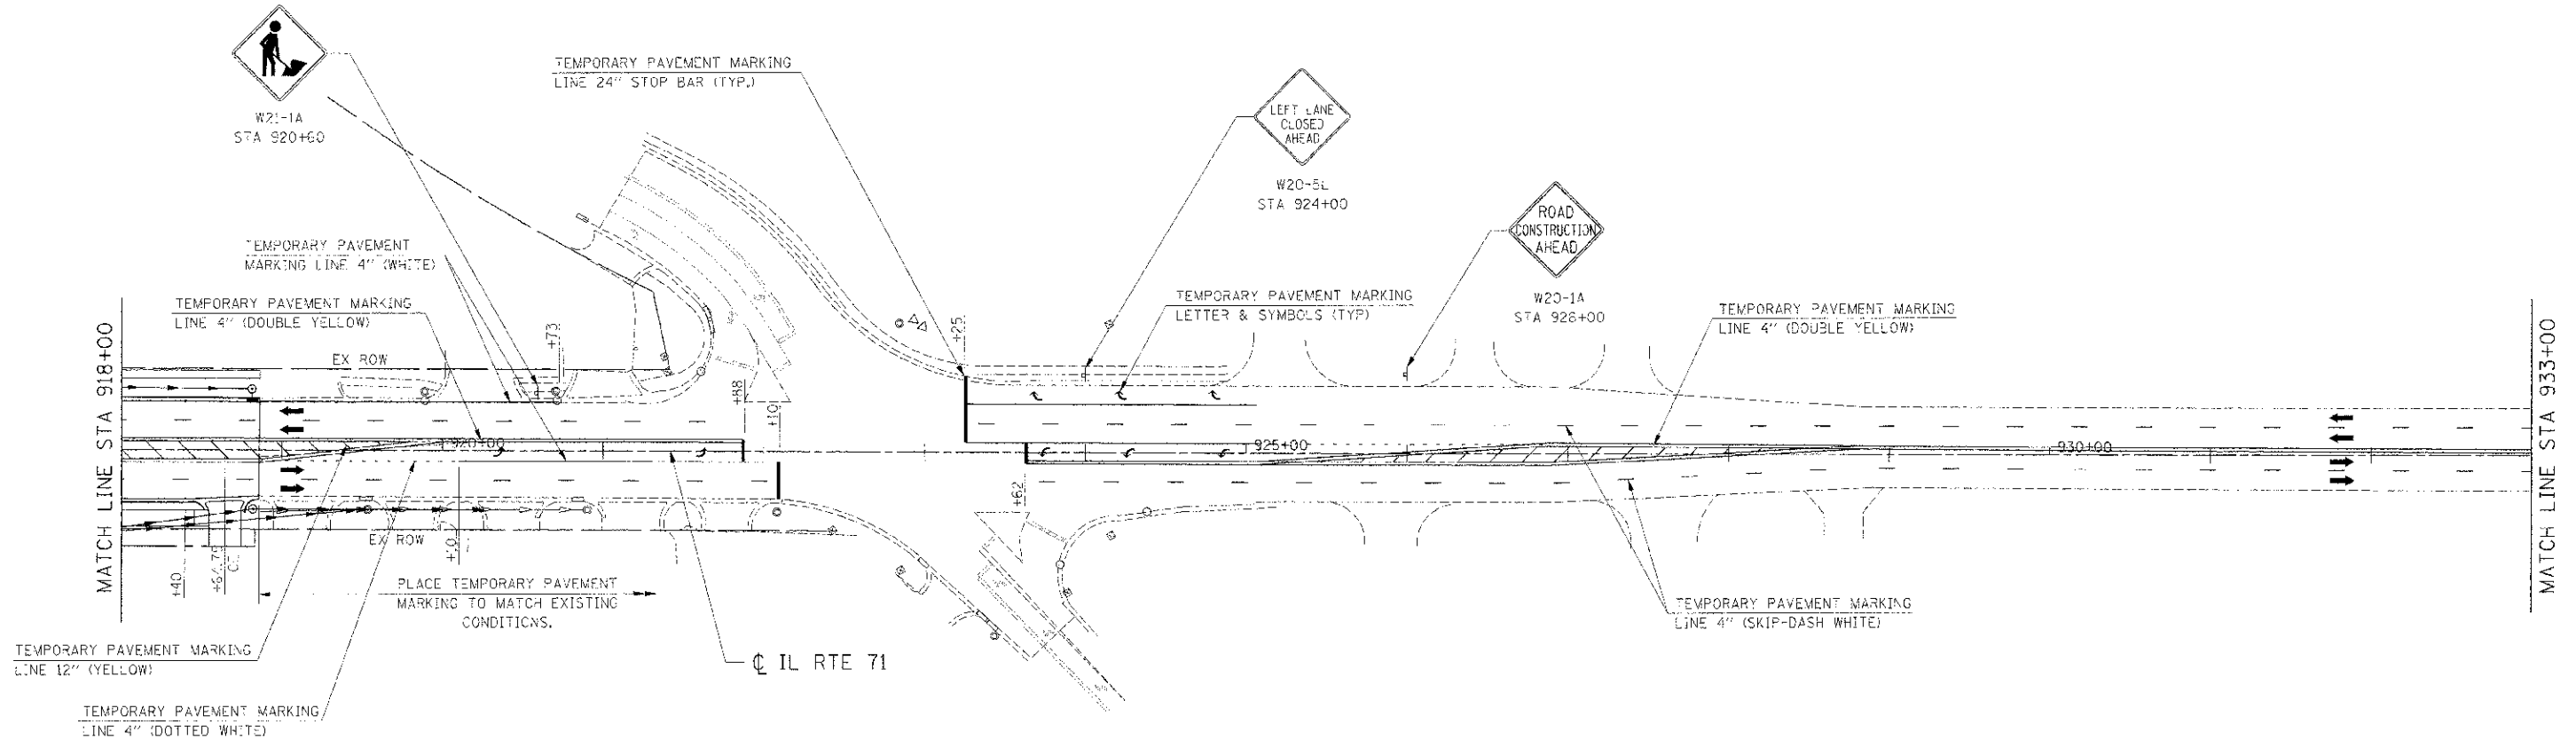 W21-1A
STA 920+60
TEMPORARY PAVEMENT MARKING
LINE 24" STOP BAR (TYP.)
LEFT LANE
CLOSED
AHEAD
W20-5L
STA 924+00
ROAD
CONSTRUCTION
AHEAD
W20-1A
STA 926+00
TEMPORARY PAVEMENT
MARKING LINE 4" (WHITE)
TEMPORARY PAVEMENT MARKING
LINE 4" (DOUBLE YELLOW)
TEMPORARY PAVEMENT MARKING
LETTER & SYMBOLS (TYP)
TEMPORARY PAVEMENT MARKING
LINE 4" (DOUBLE YELLOW)
MATCH LINE STA 918+00
EX ROW
+73
+88
+10
+25
920+00
925+00
930+00
MATCH LINE STA 933+00
EX ROW
+40
+10
+62
PLACE TEMPORARY PAVEMENT
MARKING TO MATCH EXISTING
CONDITIONS.
TEMPORARY PAVEMENT MARKING
LINE 4" (SKIP-DASH WHITE)
TEMPORARY PAVEMENT MARKING
LINE 12" (YELLOW)
℄ IL RTE 71
TEMPORARY PAVEMENT MARKING
LINE 4" (DOTTED WHITE)